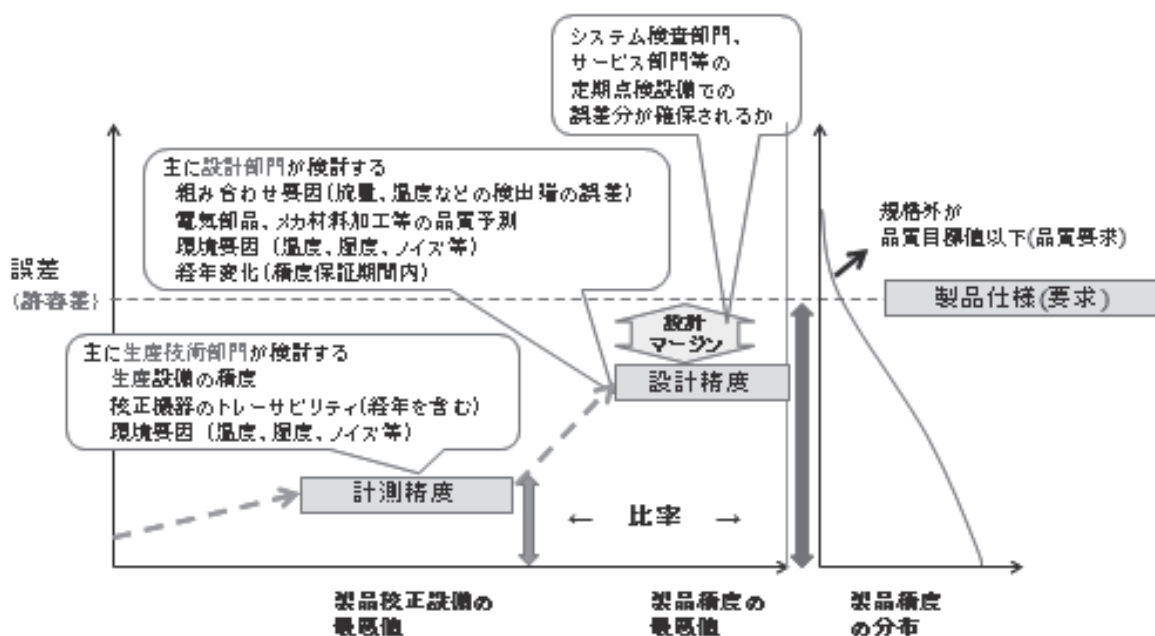 システム検査部門、
サービス部門等の
定期点検設備での
誤差分が確保されるか
主に設計部門が検討する
組み合わせ要因(流量、温度などの検出端の誤差)
電気部品、メカ材料加工等の品質予測
環境要因（温度、湿度、ノイズ等）
経年変化(精度保証期間内)
規格外が
品質目標値以下(品質要求)
誤差
(許容差)
製品仕様(要求)
設計
マージン
主に生産技術部門が検討する
生産設備の精度
校正機器のトレーサビリティ(経年を含む)
環境要因（温度、湿度、ノイズ等）
設計精度
計測精度
← 比率 →
製品校正設備の
最悪値
製品精度の
最悪値
製品精度
の分布